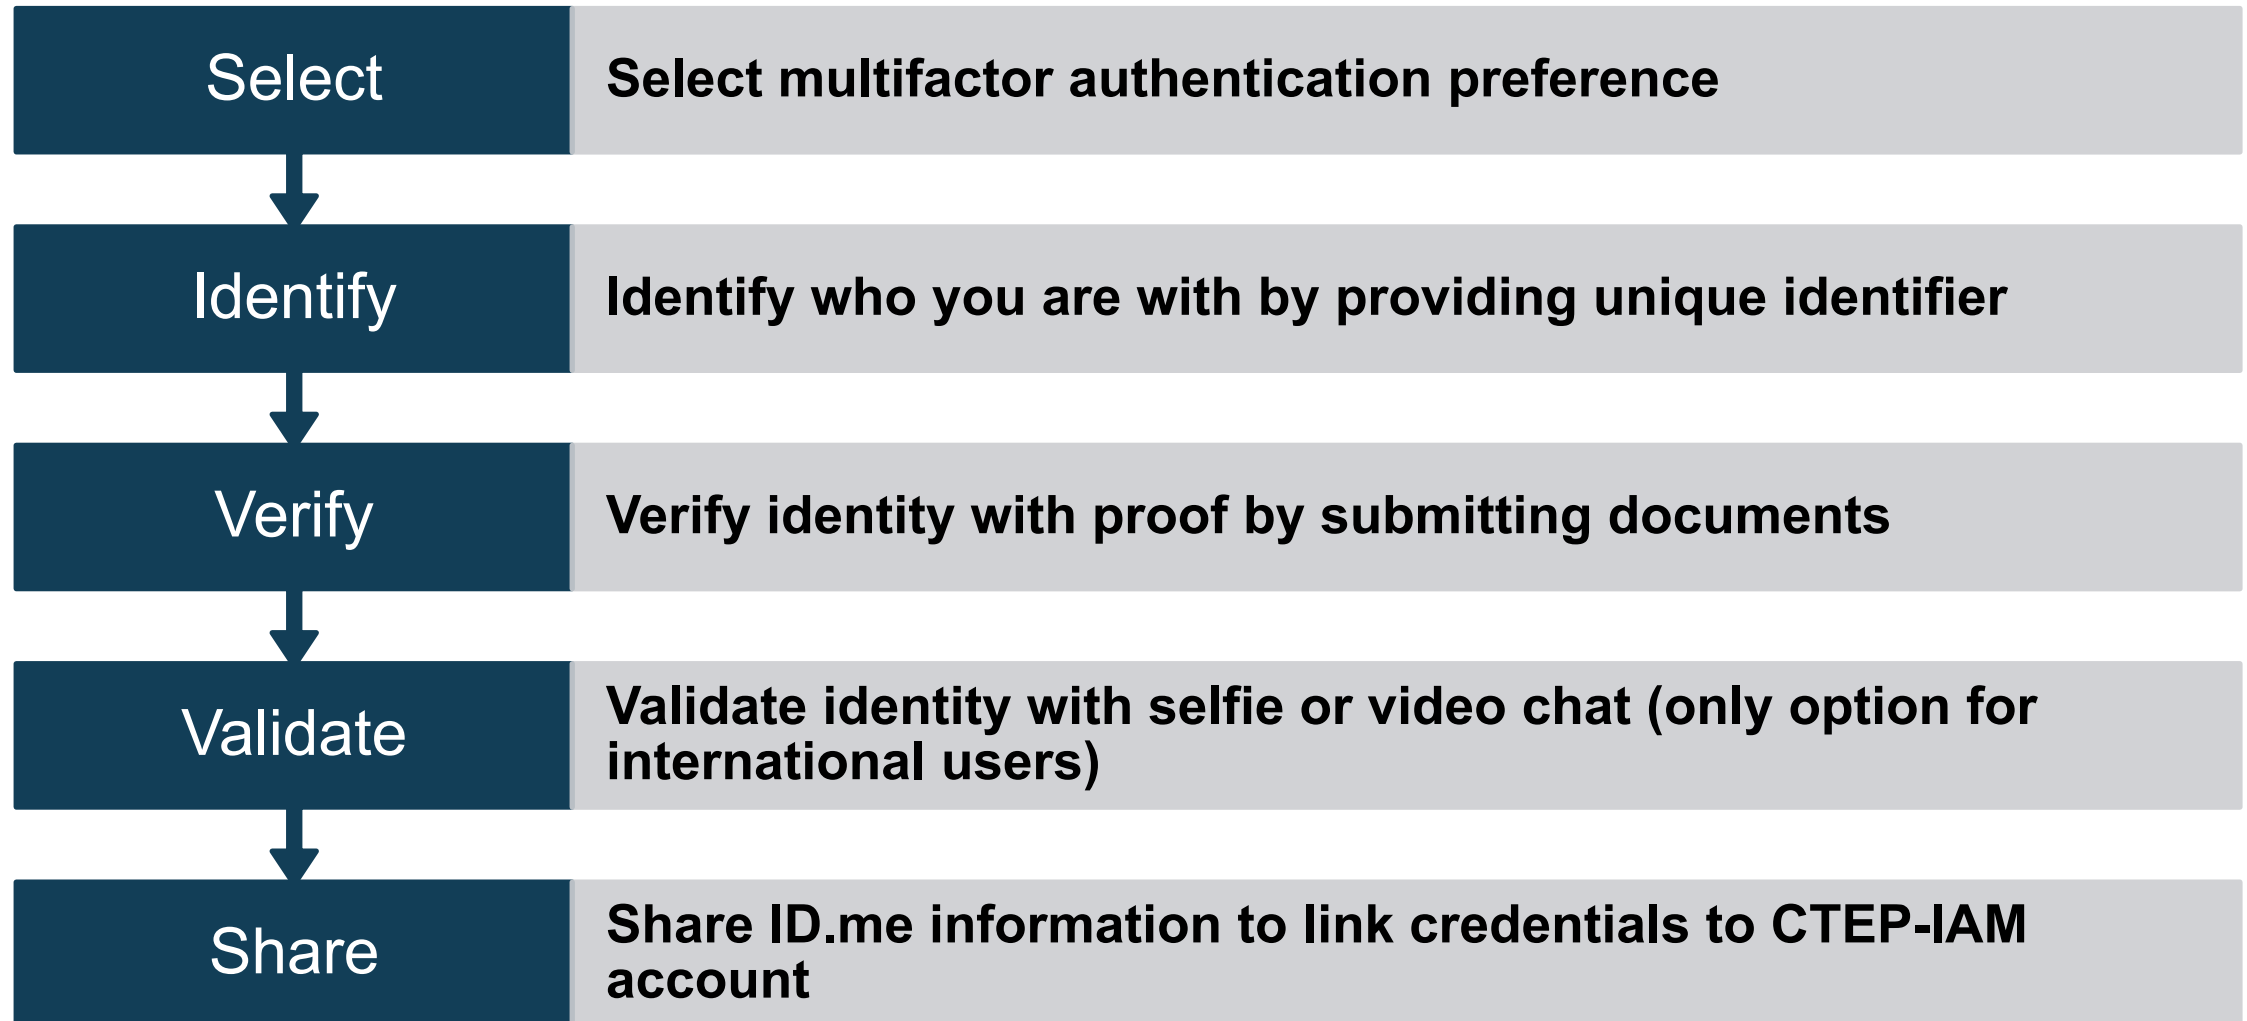 Select
Select multifactor authentication preference
Identify
Identify who you are with by providing unique identifier
Verify
Verify identity with proof by submitting documents
Validate
Validate identity with selfie or video chat (only option for
international users)
Share
Share ID.me information to link credentials to CTEP-IAM
account